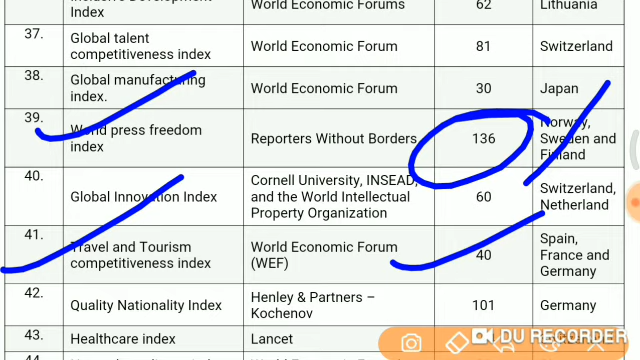 Inclusive Development
Index
World Economic Forums
62
Lithuania
37.
Global talent
competitiveness index
World Economic Forum
81
Switzerland
38.
Global manufacturing
index.
World Economic Forum
30
Japan
39.
World press freedom
index
Reporters Without Borders
136
Norway,
Sweden and
Finland
40.
Global Innovation Index
Cornell University, INSEAD,
and the World Intellectual
Property Organization
60
Switzerland,
Netherland
41.
Travel and Tourism
competitiveness index
World Economic Forum
(WEF)
40
Spain,
France and
Germany
42.
Quality Nationality Index
Henley & Partners –
Kochenov
101
Germany
43.
Healthcare index
Lancet
DU RECORDER
44